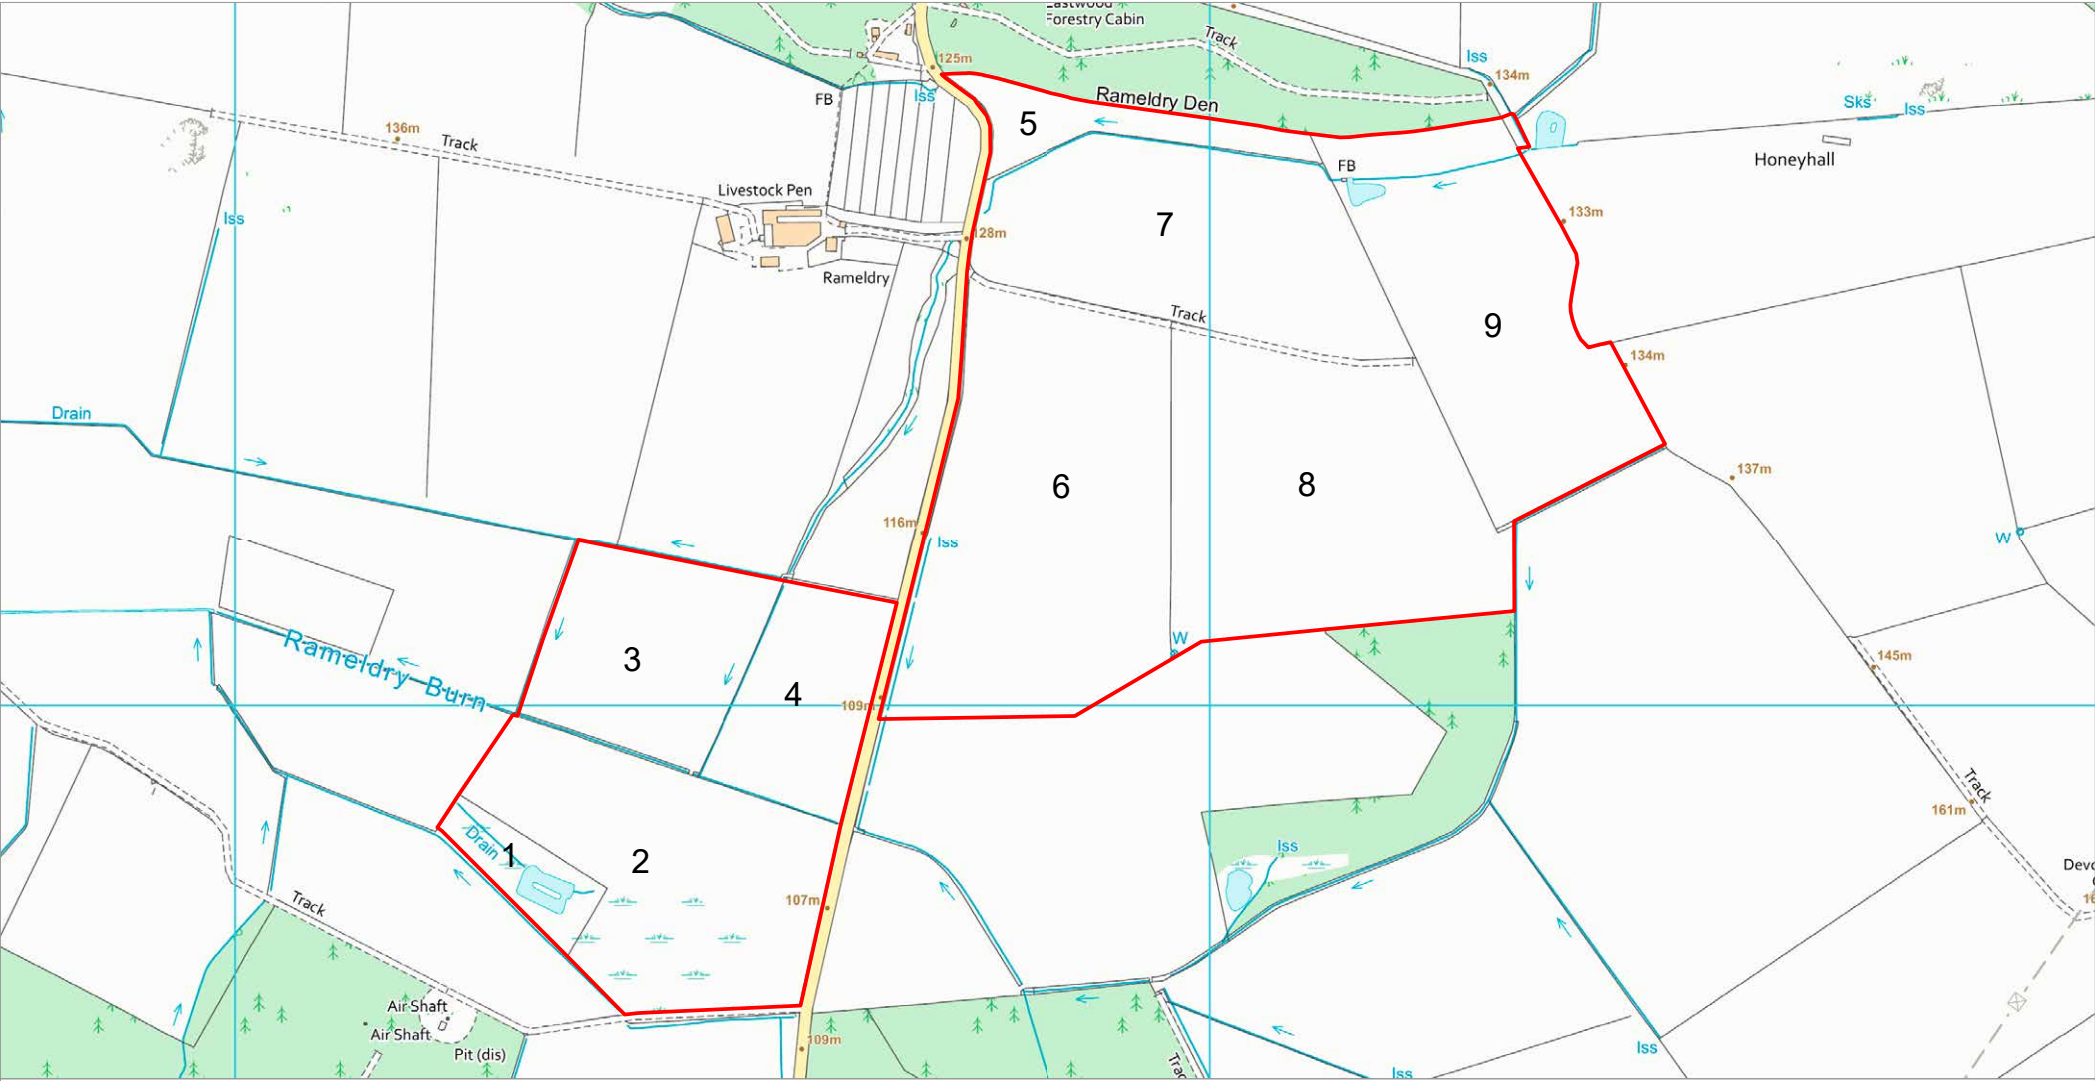 Forestry Cabin
Track
125m
Iss
134m
FB
Iss
Rameldry Den
5
Sks
Iss
136m
Track
Honeyhall
FB
Livestock Pen
Iss
7
133m
128m
Rameldry
Track
9
134m
Drain
137m
6
8
116m
Iss
W
W
Rameldry Burn
3
4
109m
145m
Track
161m
Drain
1
2
Iss
107m
Track
Air Shaft
Air Shaft
Pit (dis)
109m
Iss
Iss